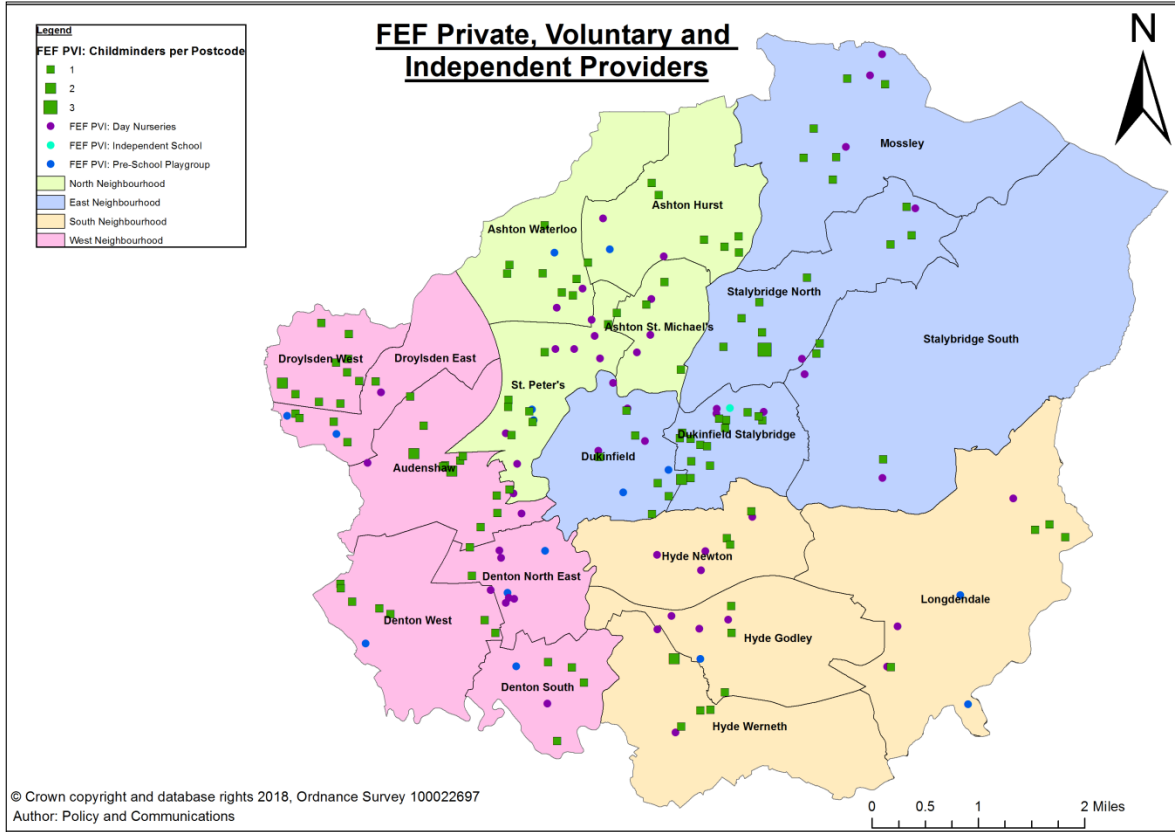 FEF Private, Voluntary and
Independent Providers
Legend
FEF PVI: Childminders per Postcode
1
2
3
FEF PVI: Day Nurseries
FEF PVI: Independent School
FEF PVI: Pre-School Playgroup
North Neighbourhood
East Neighbourhood
South Neighbourhood
West Neighbourhood
N
Mossley
Ashton Hurst
Ashton Waterloo
Stalybridge North
Ashton St. Michael's
Stalybridge South
Droylsden West
Droylsden East
St. Peter's
Dukinfield Stalybridge
Dukinfield
Audenshaw
Hyde Newton
Denton North East
Longdendale
Denton West
Hyde Godley
Denton South
Hyde Werneth
© Crown copyright and database rights 2018, Ordnance Survey 100022697
Author: Policy and Communications
0 0.5 1 2 Miles